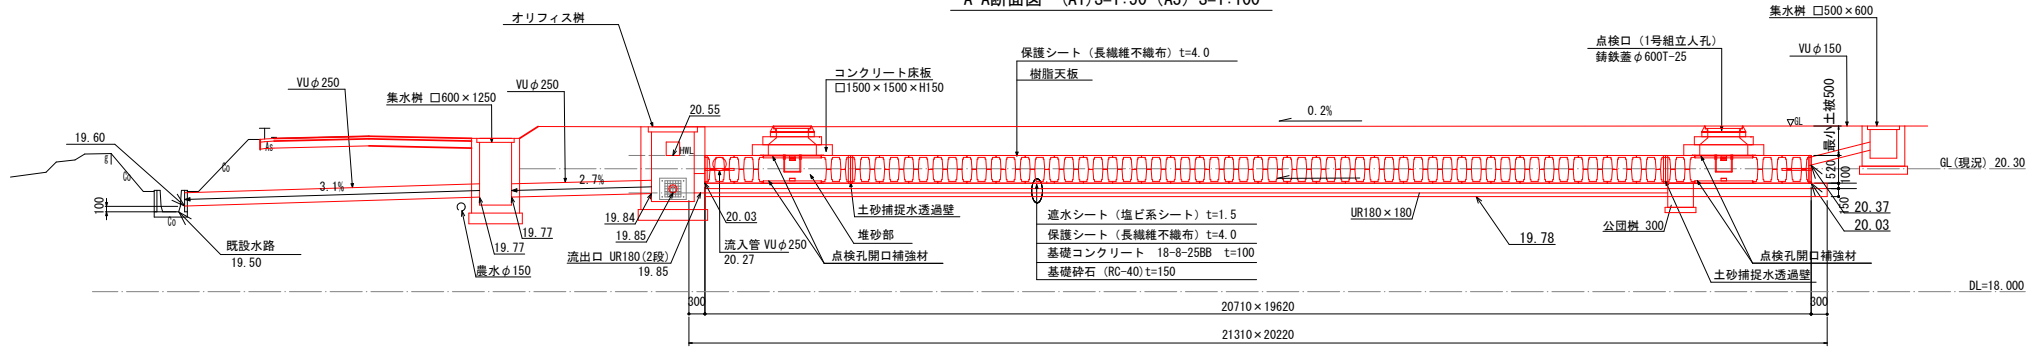 A-A断面図 (A1)S=1:50 (A3) S=1:100
オリフィス桝
集水桝 □500×600
VUφ150
点検口 (1号組立人孔)
鋳鉄蓋φ600T-25
保護シート (長繊維不織布) t=4.0
樹脂天板
コンクリート床板
□1500×1500×H150
VUφ250
VUφ250
集水桝 □600×1250
20.55
0.2%
GL
最小土被500
19.60
As
HWL
GL(現況) 20.30
Co
Co
3.1%
2.7%
520
100
150
100
Co
19.84
20.03
土砂捕捉水透過壁
UR180×180
公団桝 300
20.37
20.03
19.77
19.77
19.85
堆砂部
遮水シート (塩ビ系シート) t=1.5
保護シート (長繊維不織布) t=4.0
基礎コンクリート 18-8-25BB t=100
基礎砕石 (RC-40)t=150
19.78
既設水路
19.50
農水φ150
流出口 UR180(2段)
19.85
流入管 VUφ250
20.27
点検孔開口補強材
点検孔開口補強材
土砂捕捉水透過壁
DL=18.000
300
20710×19620
300
21310×20220